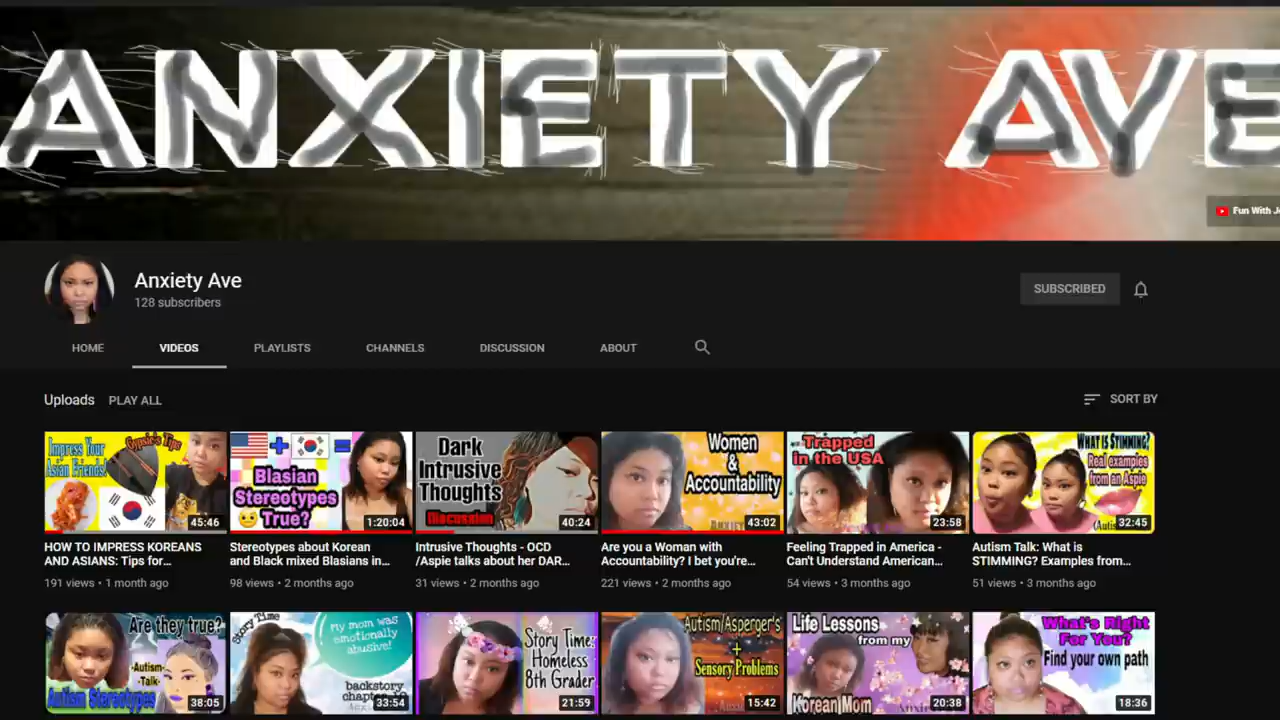 ANXIETY AVE
Fun With J
Anxiety Ave
128 subscribers
SUBSCRIBED
HOME
VIDEOS
PLAYLISTS
CHANNELS
DISCUSSION
ABOUT
Uploads
PLAY ALL
SORT BY
Impress Your
Asian Friends!
Gypsie's Tips
45:46
Blasian
Stereotypes
True?
1:20:04
Dark
Intrusive
Thoughts
Discussion
40:24
Women
&
Accountability
43:02
Trapped
in the USA
23:58
WHAT IS STIMMING?
Real examples
from an Aspie
32:45
HOW TO IMPRESS KOREANS
AND ASIANS: Tips for...
191 views • 1 month ago
Stereotypes about Korean
and Black mixed Blasians in...
98 views • 2 months ago
Intrusive Thoughts - OCD
/Aspie talks about her DAR...
31 views • 2 months ago
Are you a Woman with
Accountability? I bet you're...
221 views • 2 months ago
Feeling Trapped in America -
Can't Understand American...
54 views • 3 months ago
Autism Talk: What is
STIMMING? Examples from...
51 views • 3 months ago
Are they true?
-Autism-
-Talk-
Autism Stereotypes
38:05
Story Time
My mom was
emotionally
abusive!
backstory
33:54
Story Time:
Homeless
8th Grader
21:59
Autism/Asperger's
+
Sensory Problems
15:42
Life Lessons
from my
Korean Mom
20:38
What's Right
For You?
Find your own path
18:36